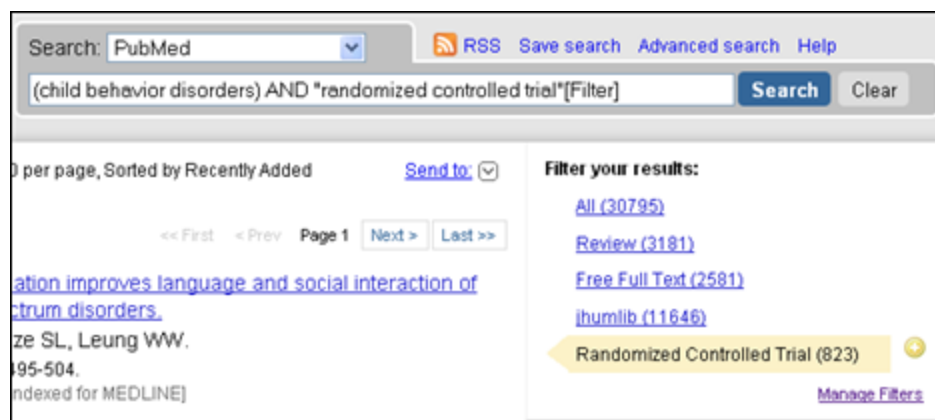 Search: PubMed
RSS Save search Advanced search Help
(child behavior disorders) AND "randomized controlled trial"[Filter]
Search Clear
0 per page, Sorted by Recently Added
Send to:
<< First < Prev Page 1 Next > Last >>
ation improves language and social interaction of
ctrum disorders.
ze SL, Leung WW.
495-504.
ndexed for MEDLINE]
Filter your results:
All (30795)
Review (3181)
Free Full Text (2581)
jhumlib (11646)
Randomized Controlled Trial (823)
Manage Filters